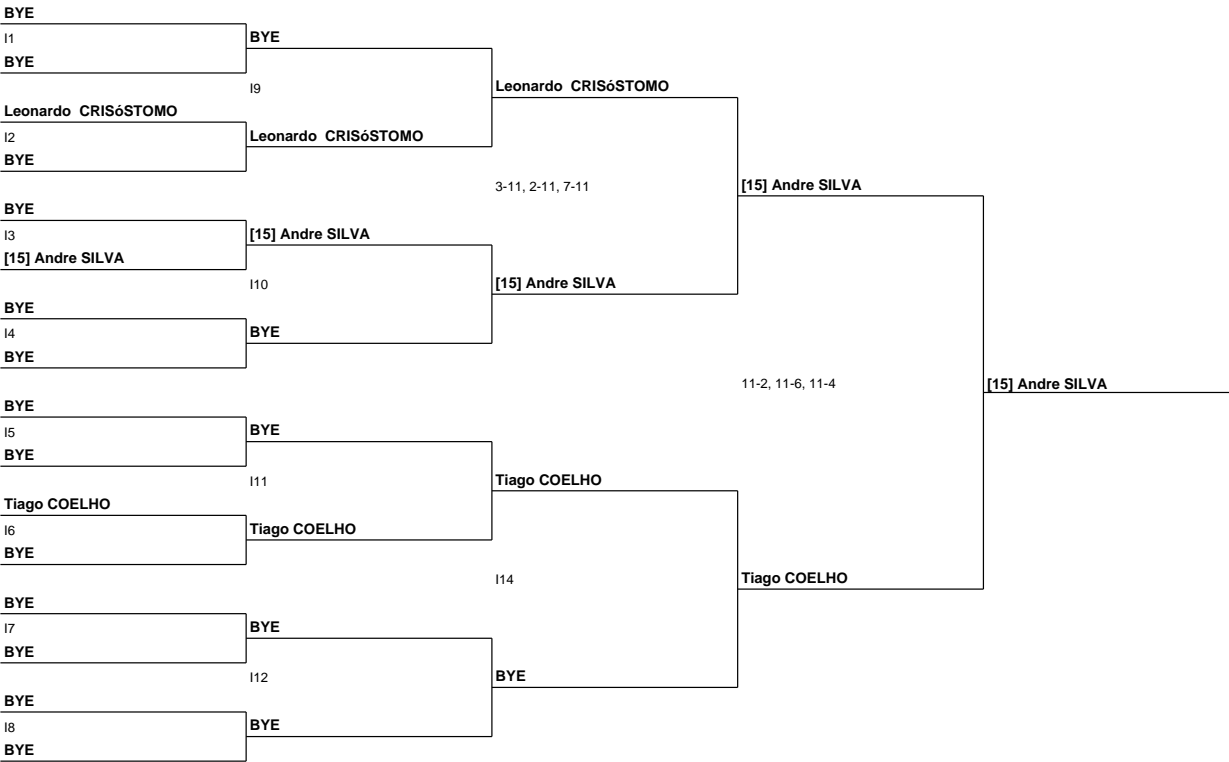 BYE
I1
BYE
BYE
I9
Leonardo CRISóSTOMO
Leonardo CRISóSTOMO
I2
Leonardo CRISóSTOMO
BYE
3-11, 2-11, 7-11
[15] Andre SILVA
BYE
I3
[15] Andre SILVA
[15] Andre SILVA
I10
[15] Andre SILVA
BYE
I4
BYE
BYE
11-2, 11-6, 11-4
[15] Andre SILVA
BYE
I5
BYE
BYE
I11
Tiago COELHO
Tiago COELHO
I6
Tiago COELHO
BYE
I14
Tiago COELHO
BYE
I7
BYE
BYE
I12
BYE
BYE
I8
BYE
BYE